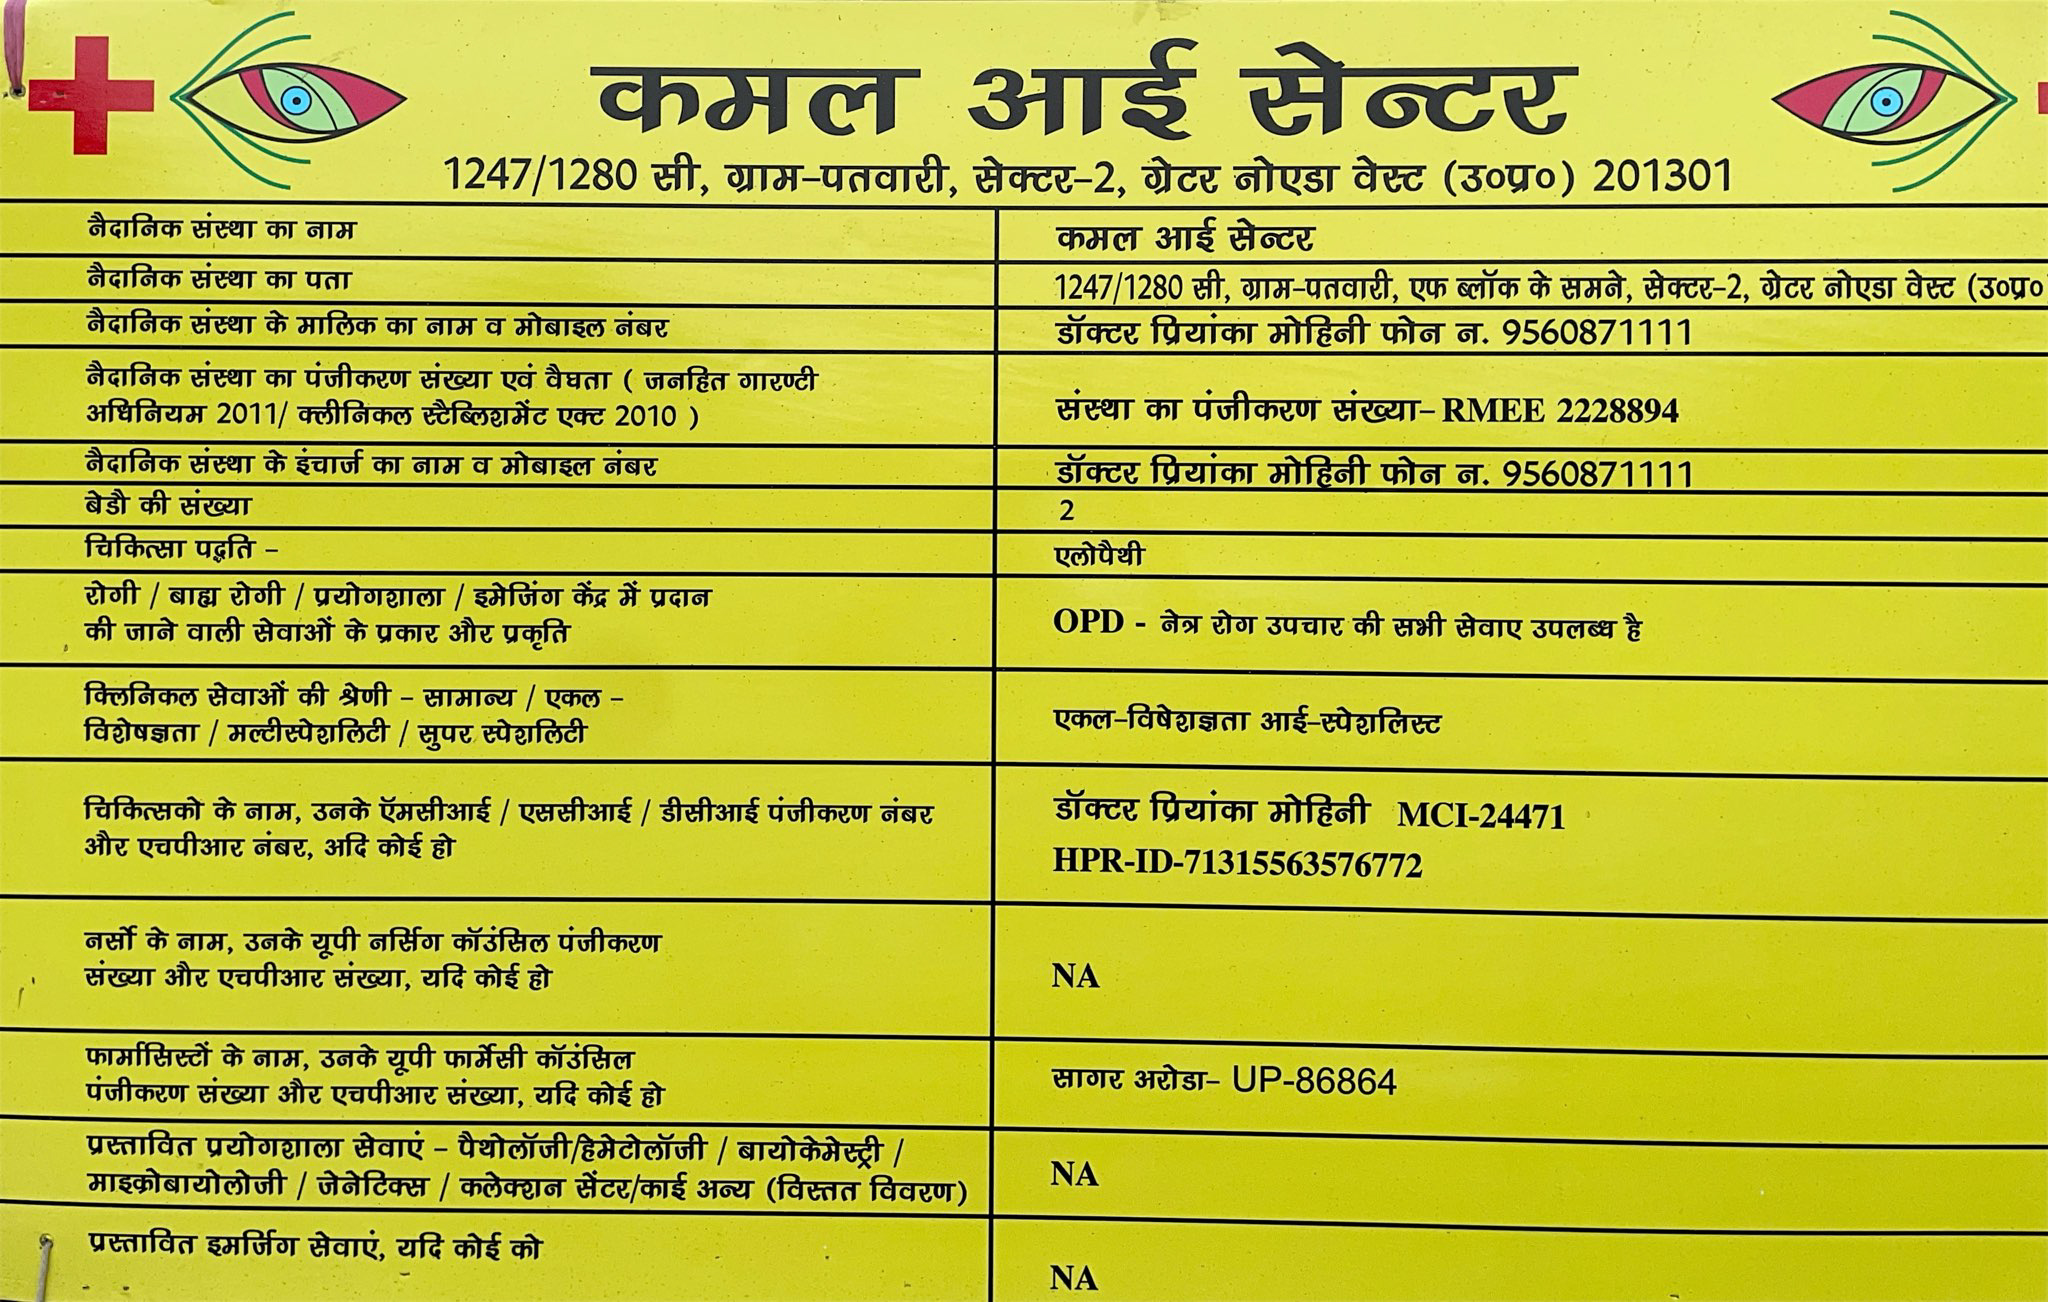 कमल आई सेन्टर
1247/1280 सी, ग्राम-पतवारी, सेक्टर-2, ग्रेटर नोएडा वेस्ट (उ०प्र०) 201301
नैदानिक संस्था का नाम
कमल आई सेन्टर
नैदानिक संस्था का पता
1247/1280 सी, ग्राम-पतवारी, एफ ब्लॉक के समने, सेक्टर-2, ग्रेटर नोएडा वेस्ट (उ०प्र०
नैदानिक संस्था के मालिक का नाम व मोबाइल नंबर
डॉक्टर प्रियांका मोहिनी फोन न. 9560871111
नैदानिक संस्था का पंजीकरण संख्या एवं वैघता ( जनहित गारण्टी
अधिनियम 2011/ क्लीनिकल स्टैब्लिशमेंट एक्ट 2010 )
संस्था का पंजीकरण संख्या- RMEE 2228894
नैदानिक संस्था के इंचार्ज का नाम व मोबाइल नंबर
डॉक्टर प्रियांका मोहिनी फोन न. 9560871111
बेडौ की संख्या
2
चिकित्सा पद्धति -
एलोपैथी
रोगी / बाह्य रोगी / प्रयोगशाला / इमेजिंग केंद्र में प्रदान
की जाने वाली सेवाओं के प्रकार और प्रकृति
OPD - नेत्र रोग उपचार की सभी सेवाए उपलब्ध है
क्लिनिकल सेवाओं की श्रेणी - सामान्य / एकल -
विशेषज्ञता / मल्टीस्पेशलिटी / सुपर स्पेशलिटी
एकल-विषेशज्ञता आई-स्पेशलिस्ट
चिकित्सको के नाम, उनके ऍमसीआई / एससीआई / डीसीआई पंजीकरण नंबर
और एचपीआर नंबर, अदि कोई हो
डॉक्टर प्रियांका मोहिनी MCI-24471
HPR-ID-71315563576772
नर्सो के नाम, उनके यूपी नर्सिग कॉउंसिल पंजीकरण
संख्या और एचपीआर संख्या, यदि कोई हो
NA
फार्मासिस्टों के नाम, उनके यूपी फार्मेसी कॉउंसिल
पंजीकरण संख्या और एचपीआर संख्या, यदि कोई हो
सागर अरोडा- UP-86864
प्रस्तावित प्रयोगशाला सेवाएं - पैथोलॉजी/हेमेटोलॉजी / बायोकेमेस्ट्री /
माइक्रोबायोलोजी / जेनेटिक्स / कलेक्शन सेंटर/काई अन्य (विस्तत विवरण)
NA
प्रस्तावित इमर्जिग सेवाएं, यदि कोई को
NA